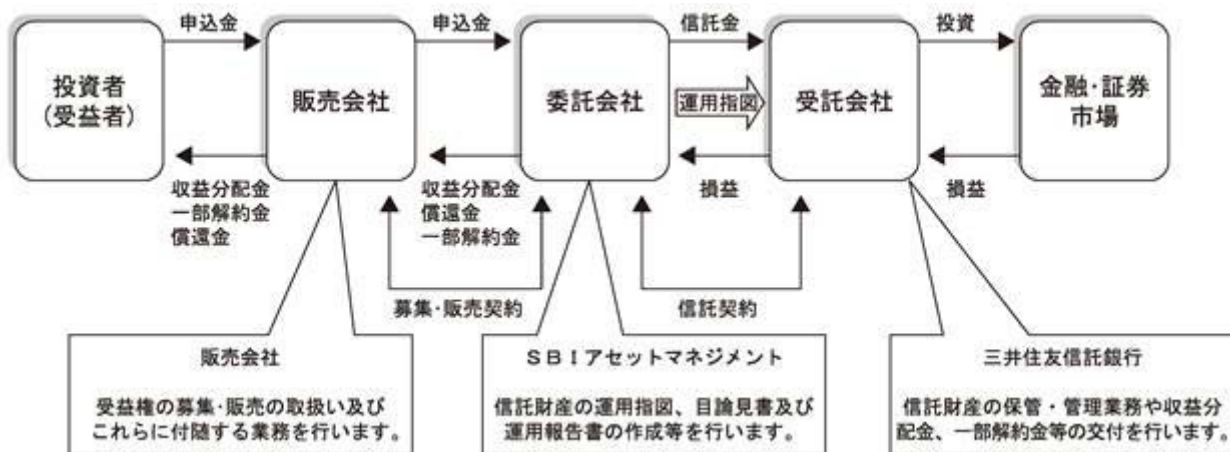 申込金
申込金
信託金
投資
投資者
(受益者)
販売会社
委託会社
運用指図
受託会社
金融・証券
市場
収益分配金
一部解約金
償還金
収益分配金
償還金
一部解約金
損益
損益
募集・販売契約
信託契約
販売会社
受益権の募集・販売の取扱い及び
これらに付随する業務を行います。
ＳＢＩアセットマネジメント
信託財産の運用指図、目論見書及び
運用報告書の作成等を行います。
三井住友信託銀行
信託財産の保管・管理業務や収益分
配金、一部解約金等の交付を行います。